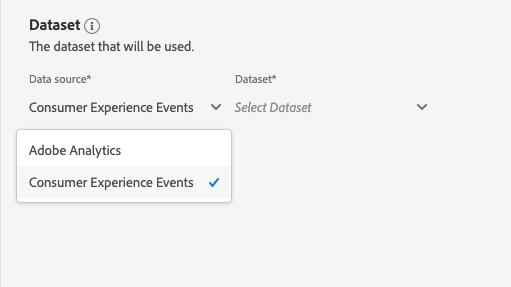 Dataset
The dataset that will be used.
Data source* Dataset*
Consumer Experience Events Select Dataset
Adobe Analytics
Consumer Experience Events